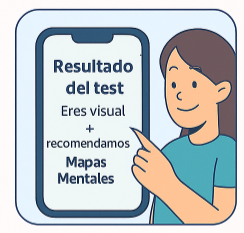 Resultado
del test
Eres visual
+
recomendamos
Mapas
Mentales